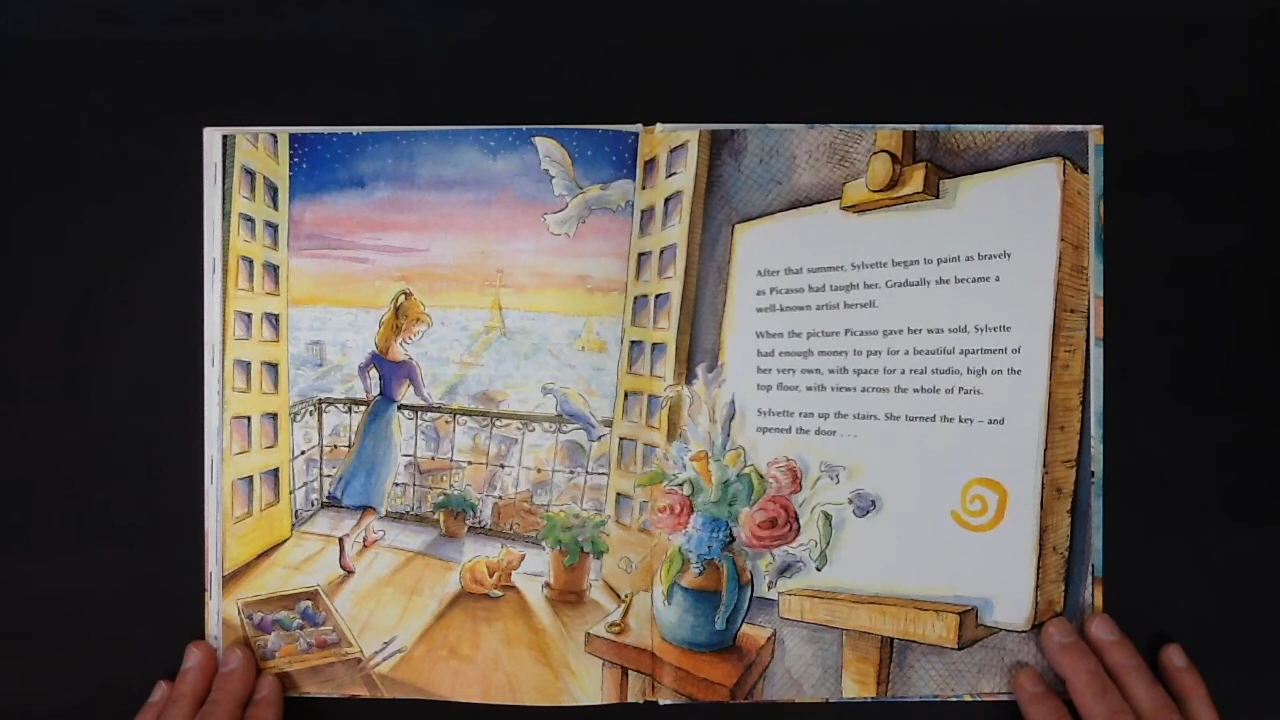 After that summer, Sylvette began to paint as bravely
as Picasso had taught her. Gradually she became a
well-known artist herself.
When the picture Picasso gave her was sold, Sylvette
had enough money to pay for a beautiful apartment of
her very own, with space for a real studio, high on the
top floor, with views across the whole of Paris.
Sylvette ran up the stairs. She turned the key – and
opened the door . . .